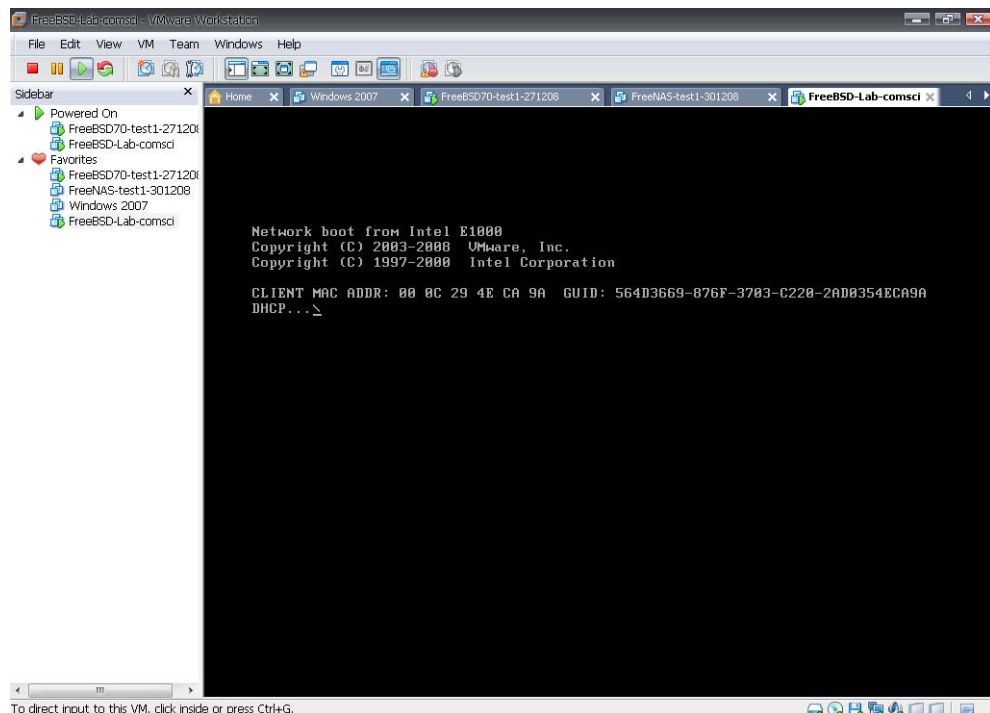 FreeBSD-Lab-comsci - VMware Workstation
File Edit View VM Team Windows Help
Sidebar
Home Windows 2007 FreeBSD70-test1-271208 FreeNAS-test1-301208 FreeBSD-Lab-comsci
Powered On
FreeBSD70-test1-27120
FreeBSD-Lab-comsci
Favorites
FreeBSD70-test1-27120
FreeNAS-test1-301208
Windows 2007
FreeBSD-Lab-comsci
Network boot from Intel E1000
Copyright (C) 2003-2008 VMware, Inc.
Copyright (C) 1997-2000 Intel Corporation
CLIENT MAC ADDR: 00 0C 29 4E CA 9A GUID: 564D3669-876F-3703-C220-2AD0354ECA9A
DHCP...\
To direct input to this VM, click inside or press Ctrl+G.